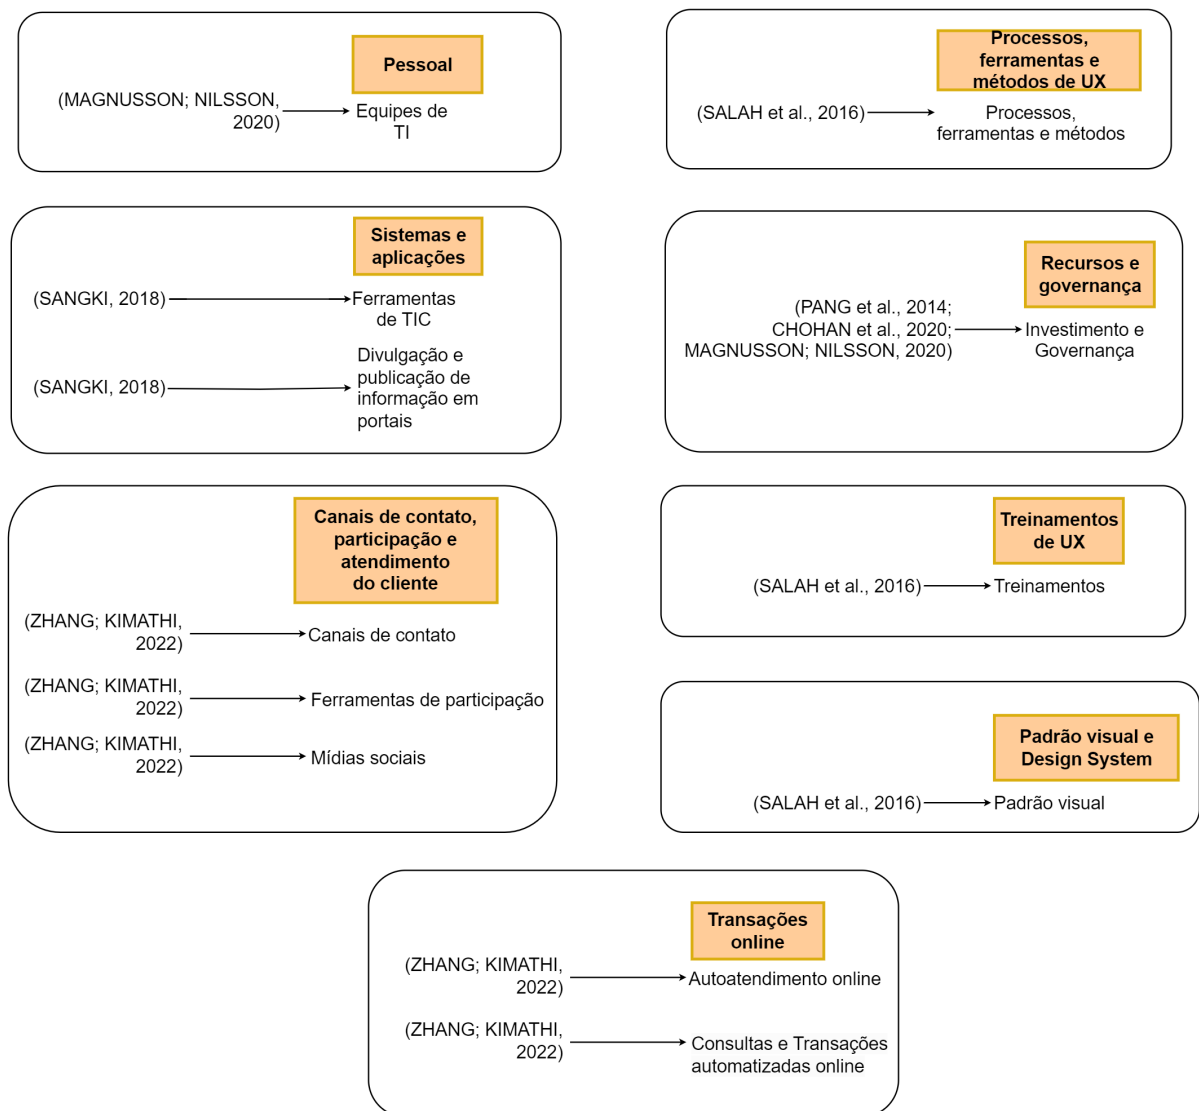 Pessoal
(MAGNUSSON; NILSSON,
2020)
Equipes de
TI
Processos,
ferramentas e
métodos de UX
(SALAH et al., 2016)
Processos,
ferramentas e métodos
Sistemas e
aplicações
(SANGKI, 2018)
Ferramentas
de TIC
(SANGKI, 2018)
Divulgação e
publicação de
informação em
portais
Recursos e
governança
(PANG et al., 2014;
CHOHAN et al., 2020;
MAGNUSSON; NILSSON, 2020)
Investimento e
Governança
Canais de contato,
participação e
atendimento
do cliente
(ZHANG; KIMATHI,
2022)
Canais de contato
(ZHANG; KIMATHI,
2022)
Ferramentas de participação
(ZHANG; KIMATHI,
2022)
Mídias sociais
Treinamentos
de UX
(SALAH et al., 2016)
Treinamentos
Padrão visual e
Design System
(SALAH et al., 2016)
Padrão visual
Transações
online
(ZHANG; KIMATHI,
2022)
Autoatendimento online
(ZHANG; KIMATHI,
2022)
Consultas e Transações
automatizadas online